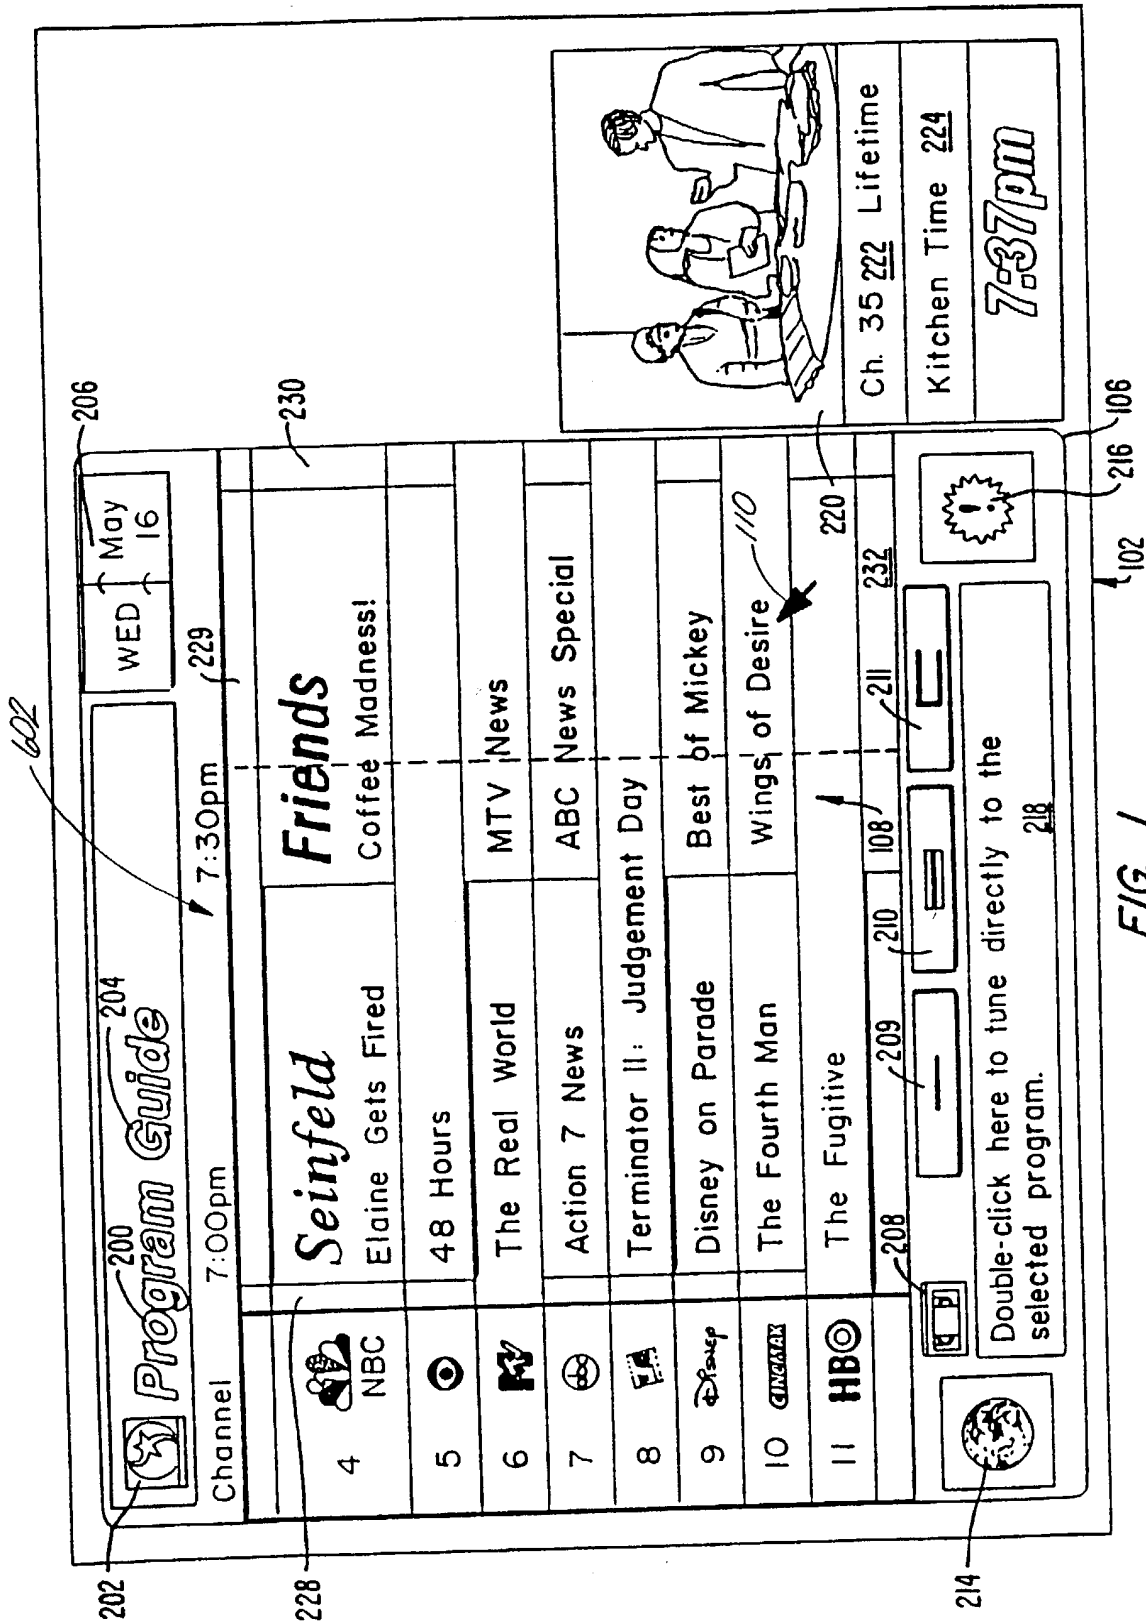 602
206
200
204
202
Program Guide
WED
May
16
229
Channel
7:00pm
7:30pm
228
230
4
NBC
Seinfeld
Elaine Gets Fired
Friends
Coffee Madness!
5
48 Hours
6
MTV
The Real World
MTV News
7
abc
Action 7 News
ABC News Special
8
Terminator II: Judgement Day
9
Disney
Disney on Parade
Best of Mickey
10
CINEMAX
The Fourth Man
Wings of Desire
110
11
HBO
The Fugitive
220
208
209
210
108
211
232
Double-click here to tune directly to the
selected program.
218
214
216
106
102
Ch. 35 222 Lifetime
Kitchen Time 224
7:37pm
FIG. 1